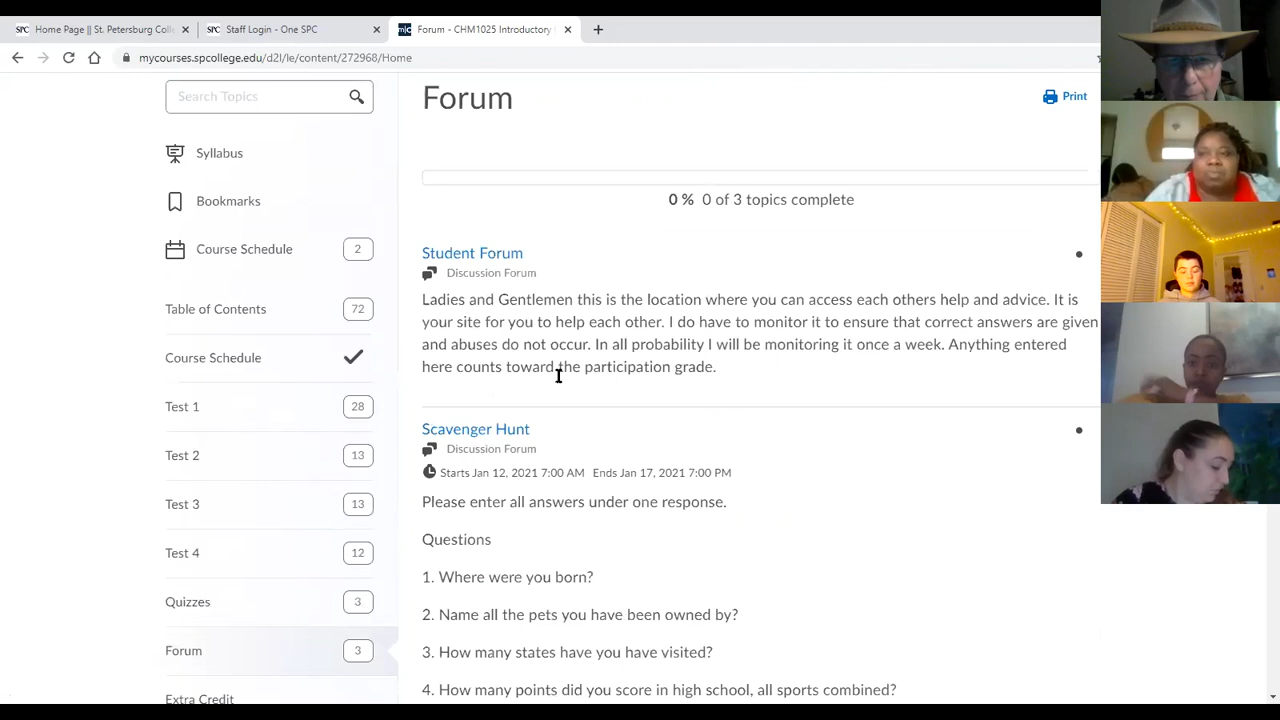 Home Page || St. Petersburg Coll
Staff Login - One SPC
Forum - CHM1025 Introductory
mycourses.spcollege.edu/d2l/le/content/272968/Home
Search Topics
Syllabus
Bookmarks
Course Schedule 2
Table of Contents 72
Course Schedule
Test 1 28
Test 2 13
Test 3 13
Test 4 12
Quizzes 3
Forum 3
Extra Credit
Forum
Print
0 % 0 of 3 topics complete
Student Forum
Discussion Forum
Ladies and Gentlemen this is the location where you can access each others help and advice. It is
your site for you to help each other. I do have to monitor it to ensure that correct answers are given
and abuses do not occur. In all probability I will be monitoring it once a week. Anything entered
here counts toward the participation grade.
Scavenger Hunt
Discussion Forum
Starts Jan 12, 2021 7:00 AM Ends Jan 17, 2021 7:00 PM
Please enter all answers under one response.
Questions
1. Where were you born?
2. Name all the pets you have been owned by?
3. How many states have you have visited?
4. How many points did you score in high school, all sports combined?